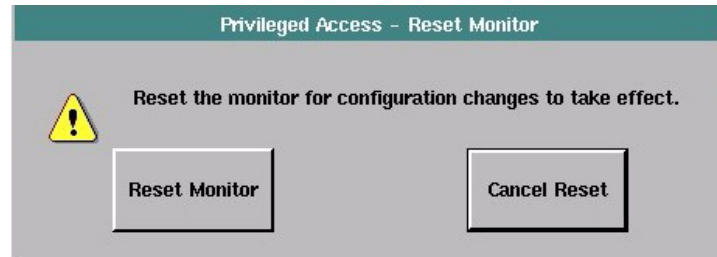 Privileged Access - Reset Monitor
Reset the monitor for configuration changes to take effect.
Reset Monitor
Cancel Reset